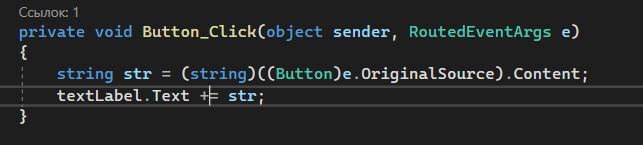 Ссылок: 1
private void Button_Click(object sender, RoutedEventArgs e)
{
string str = (string)((Button)e.OriginalSource).Content;
textLabel.Text += str;
}